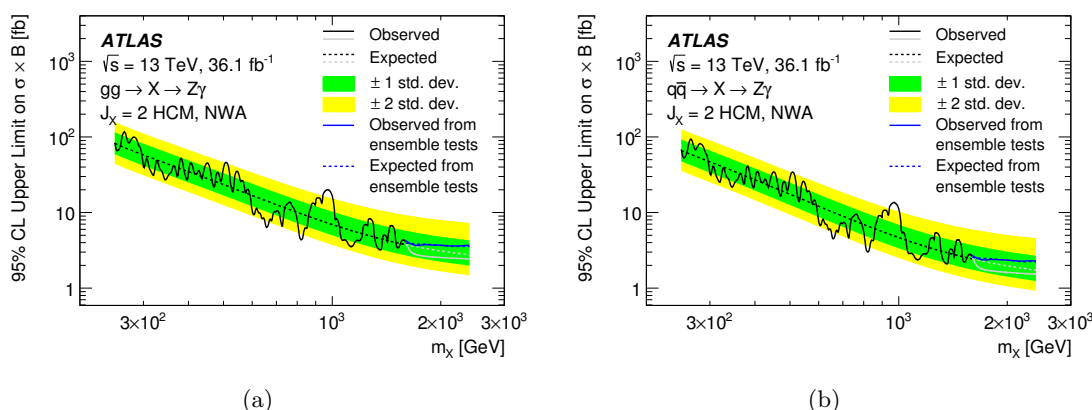 95% CL Upper Limit on σ × B [fb]
10³
10²
10
1
ATLAS
√s = 13 TeV, 36.1 fb⁻¹
gg → X → Zγ
J_X = 2 HCM, NWA
Observed
Expected
± 1 std. dev.
± 2 std. dev.
Observed from
ensemble tests
Expected from
ensemble tests
3×10² 10³ 2×10³ 3×10³
m_X [GeV]
(a)
95% CL Upper Limit on σ × B [fb]
10³
10²
10
1
ATLAS
√s = 13 TeV, 36.1 fb⁻¹
qq̄ → X → Zγ
J_X = 2 HCM, NWA
Observed
Expected
± 1 std. dev.
± 2 std. dev.
Observed from
ensemble tests
Expected from
ensemble tests
3×10² 10³ 2×10³ 3×10³
m_X [GeV]
(b)